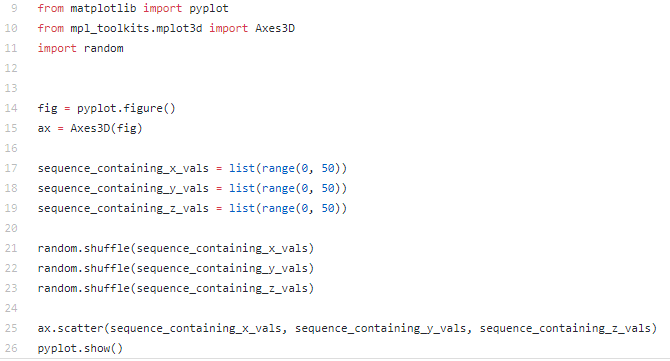 9 from matplotlib import pyplot
10 from mpl_toolkits.mplot3d import Axes3D
11 import random
12
13
14 fig = pyplot.figure()
15 ax = Axes3D(fig)
16
17 sequence_containing_x_vals = list(range(0, 50))
18 sequence_containing_y_vals = list(range(0, 50))
19 sequence_containing_z_vals = list(range(0, 50))
20
21 random.shuffle(sequence_containing_x_vals)
22 random.shuffle(sequence_containing_y_vals)
23 random.shuffle(sequence_containing_z_vals)
24
25 ax.scatter(sequence_containing_x_vals, sequence_containing_y_vals, sequence_containing_z_vals)
26 pyplot.show()